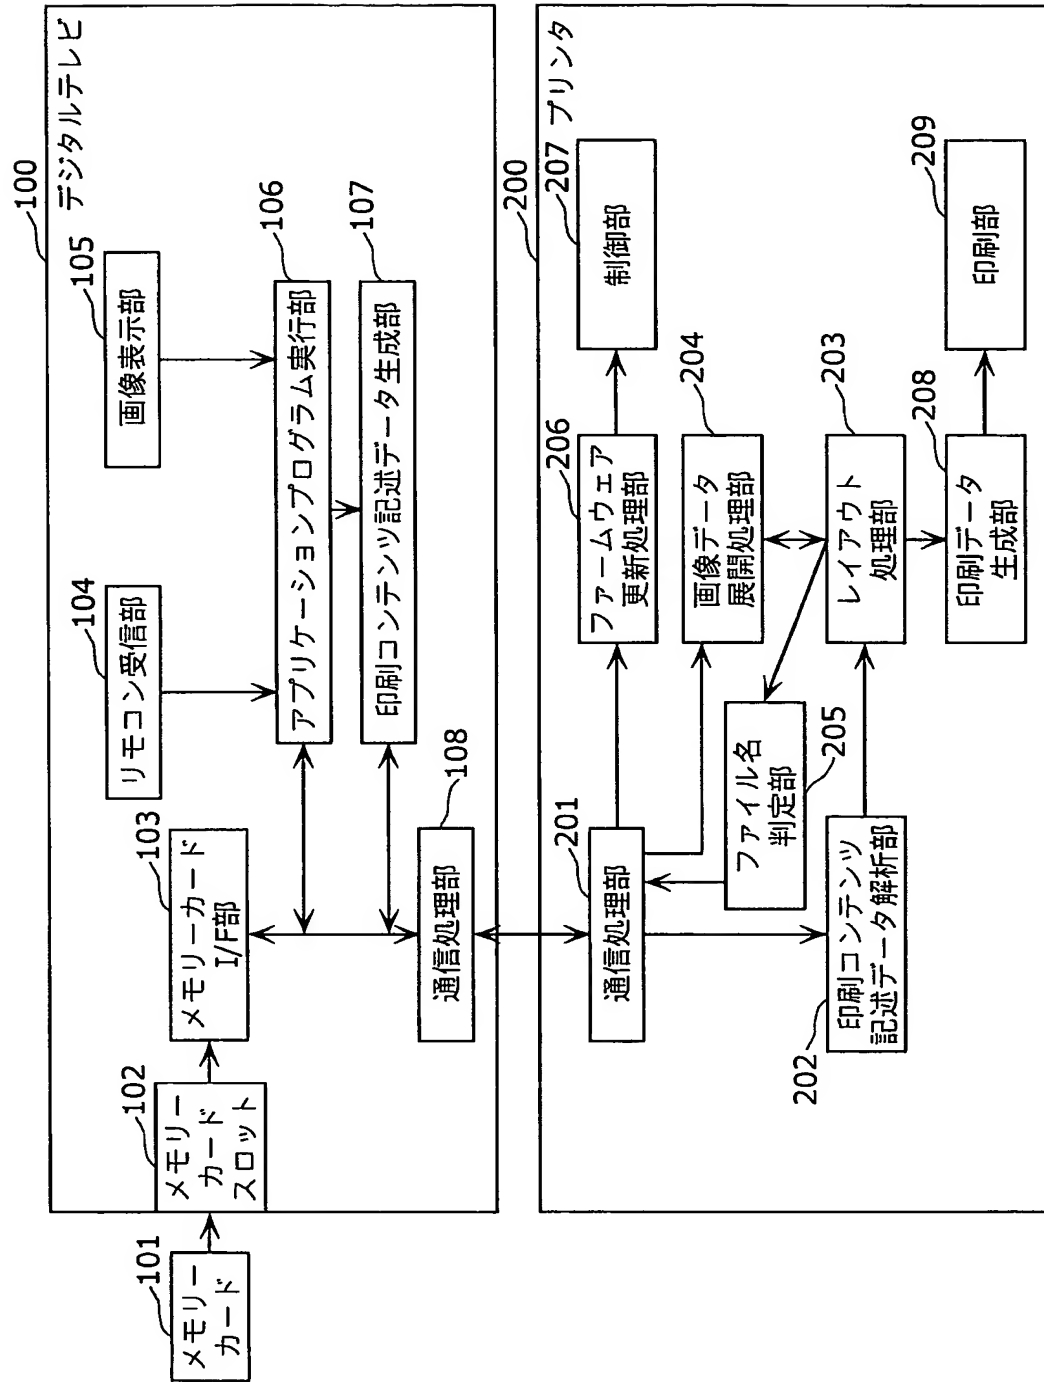 100
デジタルテレビ
101
メモリー
カード
102
メモリー
カード
スロット
103
メモリーカード
I/F部
104
リモコン受信部
105
画像表示部
106
アプリケーションプログラム実行部
107
印刷コンテンツ記述データ生成部
108
通信処理部
200
プリンタ
201
通信処理部
202
印刷コンテンツ
記述データ解析部
205
ファイル名
判定部
206
ファームウェア
更新処理部
207
制御部
204
画像データ
展開処理部
203
レイアウト
処理部
208
印刷データ
生成部
209
印刷部